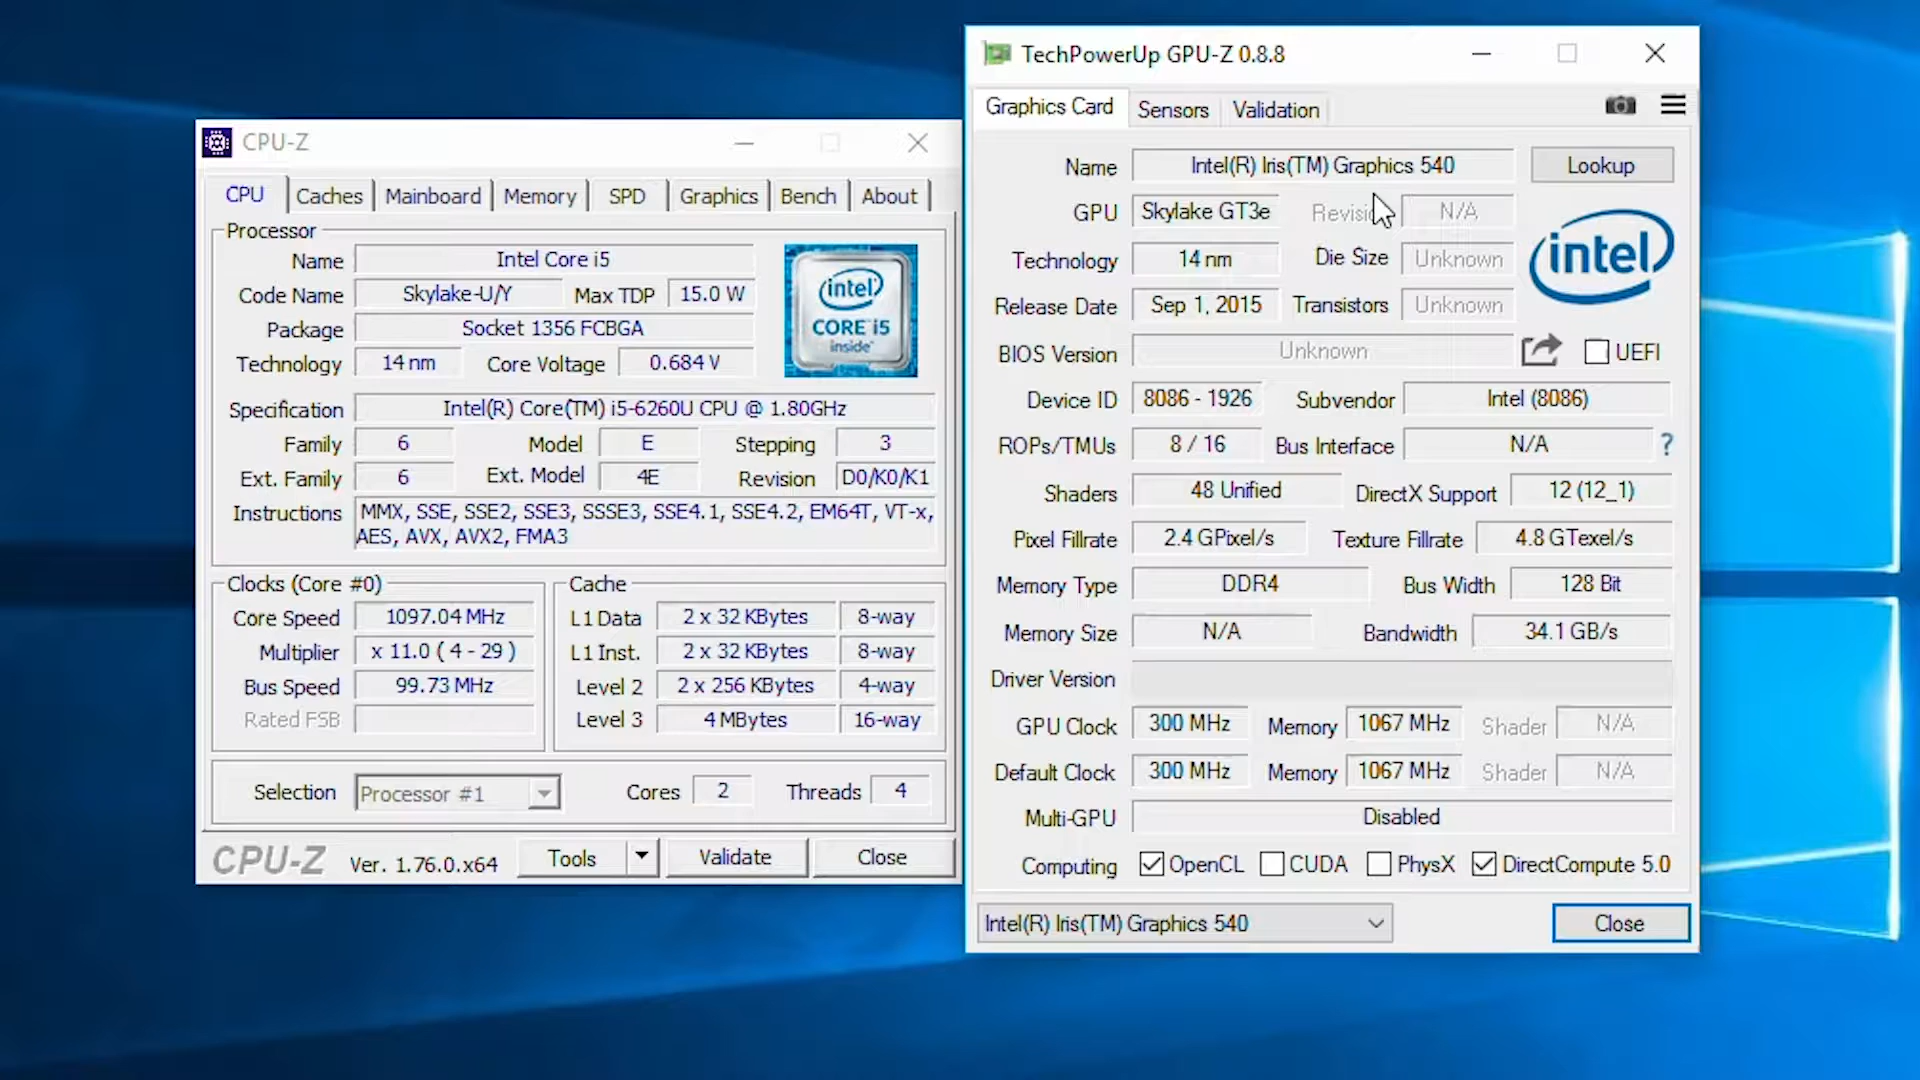 CPU-Z
CPU Caches Mainboard Memory SPD Graphics Bench About
Processor
Name Intel Core i5
Code Name Skylake-U/Y Max TDP 15.0 W
Package Socket 1356 FCBGA
Technology 14 nm Core Voltage 0.684 V
intel
CORE i5
inside™
Specification Intel(R) Core(TM) i5-6260U CPU @ 1.80GHz
Family 6 Model E Stepping 3
Ext. Family 6 Ext. Model 4E Revision D0/K0/K1
Instructions MMX, SSE, SSE2, SSE3, SSSE3, SSE4.1, SSE4.2, EM64T, VT-x,
AES, AVX, AVX2, FMA3
Clocks (Core #0)
Core Speed 1097.04 MHz
Multiplier x 11.0 ( 4 - 29 )
Bus Speed 99.73 MHz
Rated FSB
Cache
L1 Data 2 x 32 KBytes 8-way
L1 Inst. 2 x 32 KBytes 8-way
Level 2 2 x 256 KBytes 4-way
Level 3 4 MBytes 16-way
Selection Processor #1 Cores 2 Threads 4
CPU-Z Ver. 1.76.0.x64 Tools Validate Close
TechPowerUp GPU-Z 0.8.8
Graphics Card Sensors Validation
Name Intel(R) Iris(TM) Graphics 540 Lookup
GPU Skylake GT3e N/A
intel
Technology 14 nm Die Size Unknown
Release Date Sep 1, 2015 Transistors Unknown
BIOS Version Unknown UEFI
Device ID 8086 - 1926 Subvendor Intel (8086)
ROPs/TMUs 8 / 16 Bus Interface N/A ?
Shaders 48 Unified DirectX Support 12 (12_1)
Pixel Fillrate 2.4 GPixel/s Texture Fillrate 4.8 GTexel/s
Memory Type DDR4 Bus Width 128 Bit
Memory Size N/A Bandwidth 34.1 GB/s
Driver Version
GPU Clock 300 MHz Memory 1067 MHz Shader N/A
Default Clock 300 MHz Memory 1067 MHz Shader N/A
Multi-GPU Disabled
Computing OpenCL CUDA PhysX DirectCompute 5.0
Intel(R) Iris(TM) Graphics 540 Close